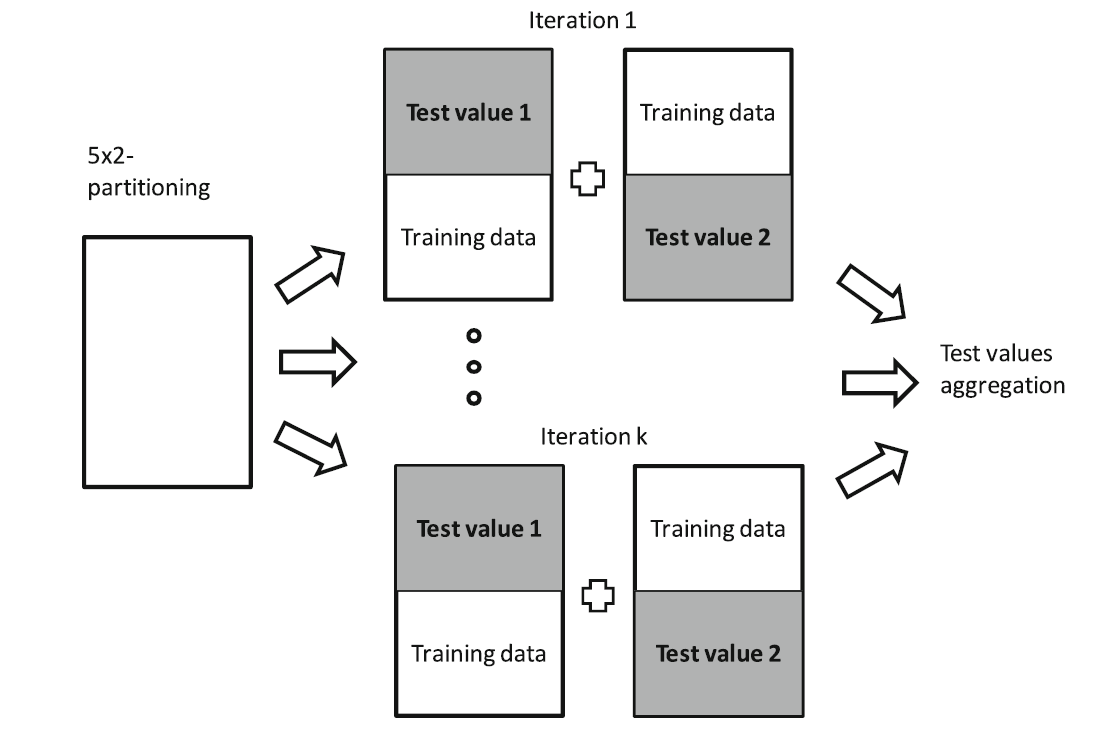 Iteration 1
Test value 1
Training data
Training data
Test value 2
5x2-
partitioning
Test values
aggregation
Iteration k
Test value 1
Training data
Training data
Test value 2